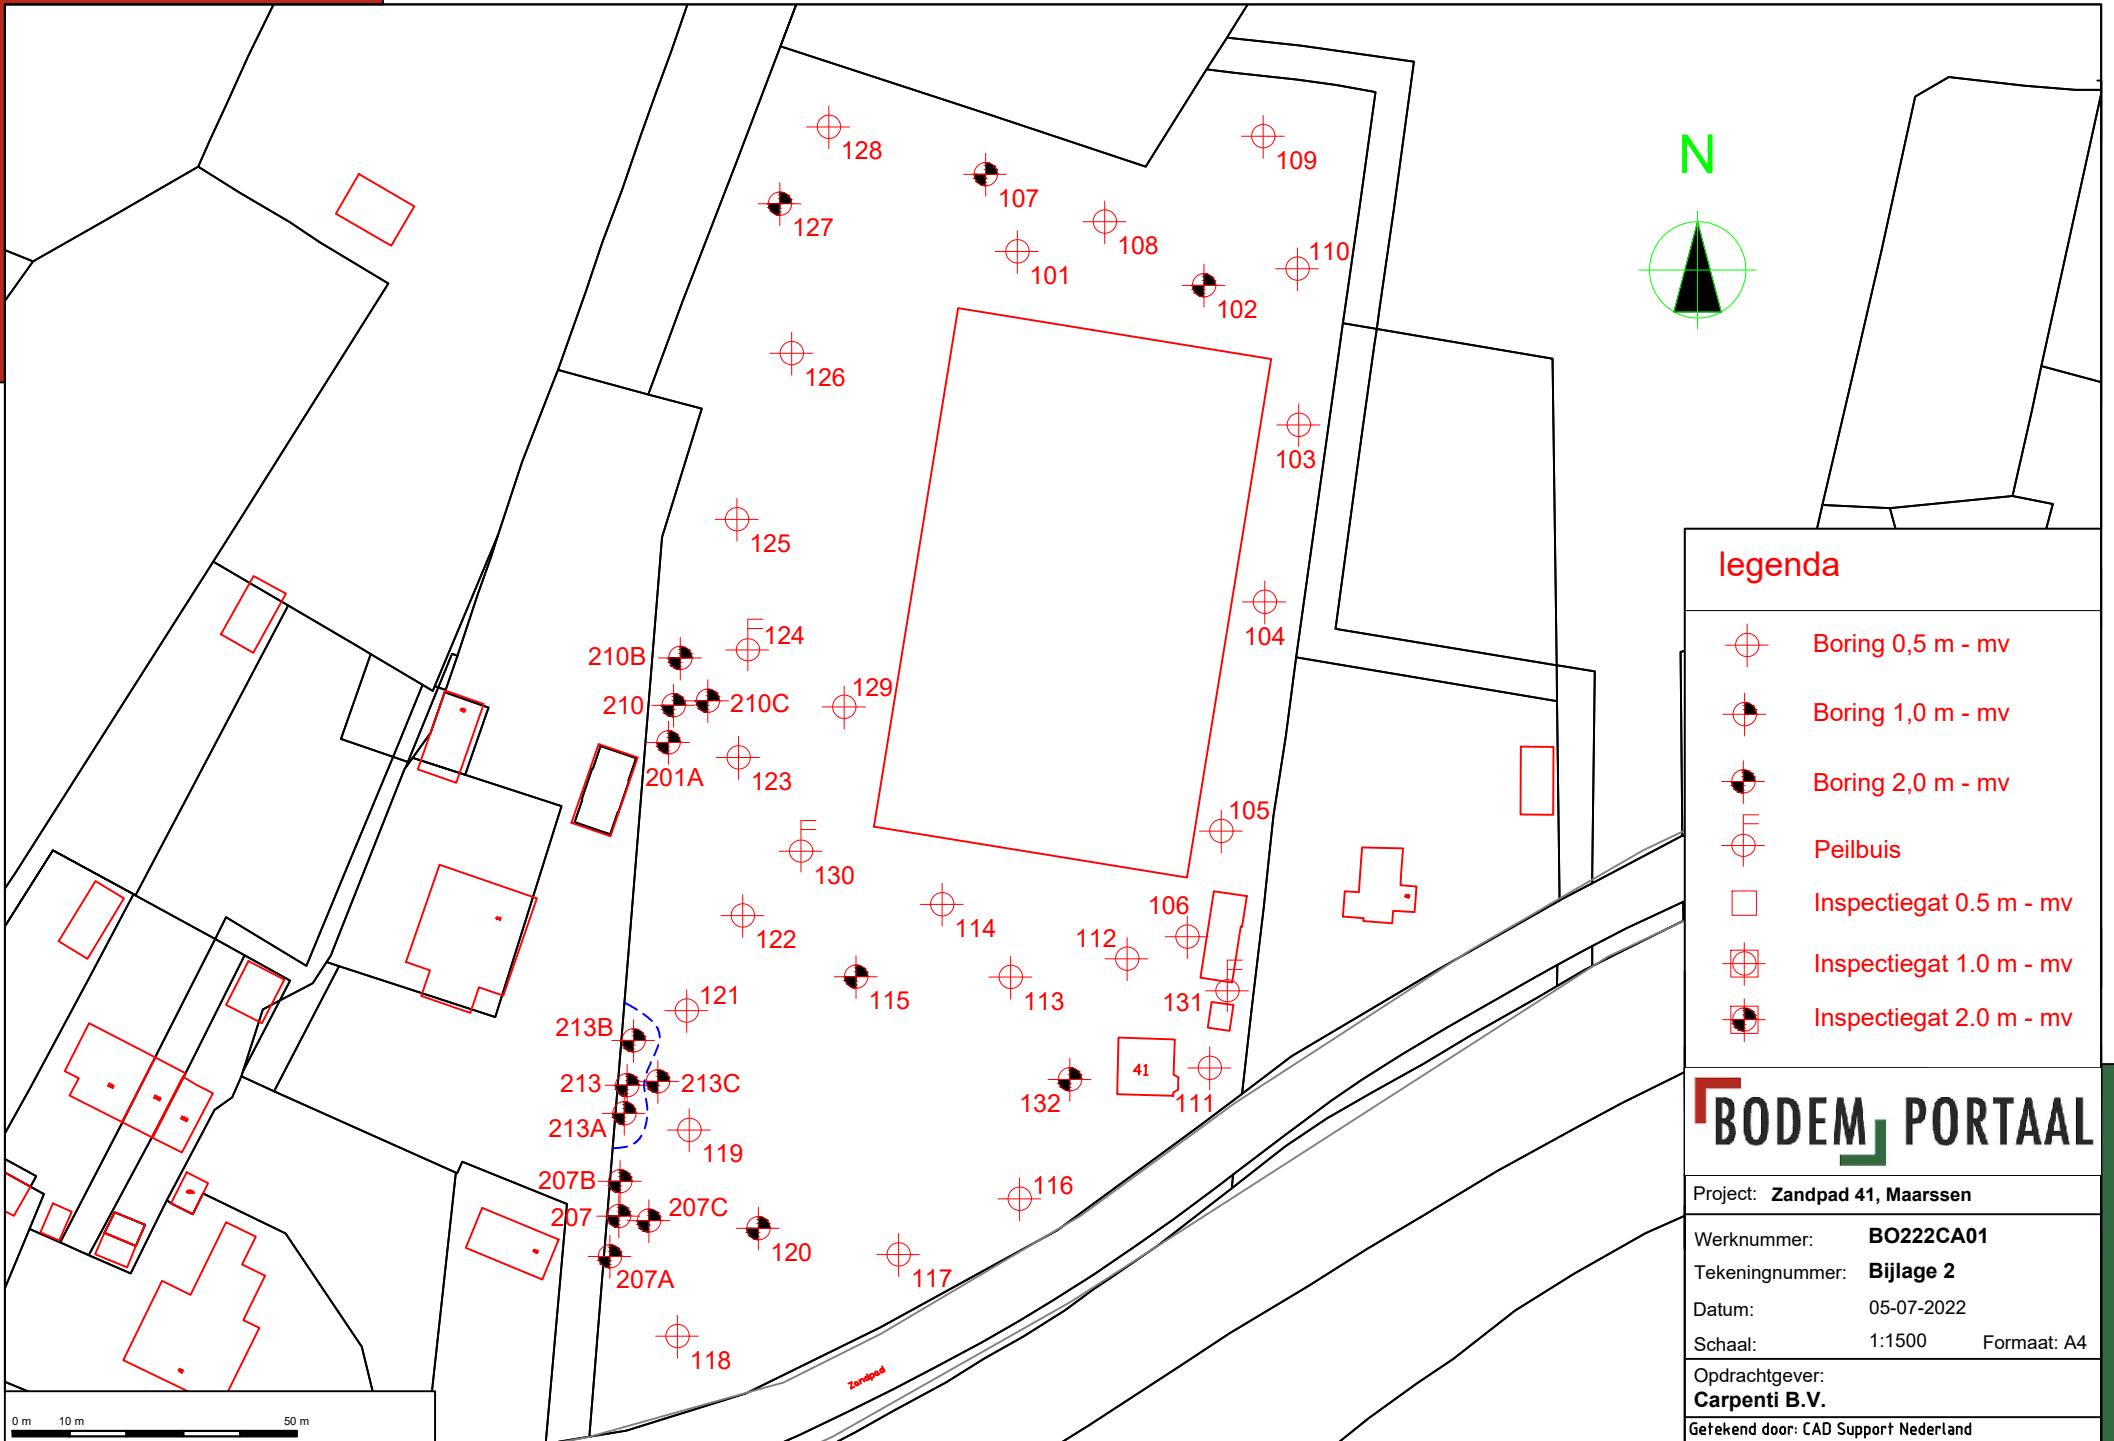 128
109
107
127
108
110
101
102
126
103
125
124
104
210B
210
210C
129
201A
123
105
130
106
114
122
112
121
115
113
131
213B
213
213C
41
132
111
213A
119
207B
116
207
207C
120
117
207A
118
Zandpad
N
0 m 10 m 50 m
legenda
Boring 0,5 m - mv
Boring 1,0 m - mv
Boring 2,0 m - mv
Peilbuis
Inspectiegat 0.5 m - mv
Inspectiegat 1.0 m - mv
Inspectiegat 2.0 m - mv
BODEM PORTAAL
Project: Zandpad 41, Maarssen
Werknummer: BO222CA01
Tekeningnummer: Bijlage 2
Datum: 05-07-2022
Schaal: 1:1500 Formaat: A4
Opdrachtgever:
Carpenti B.V.
Getekend door: CAD Support Nederland